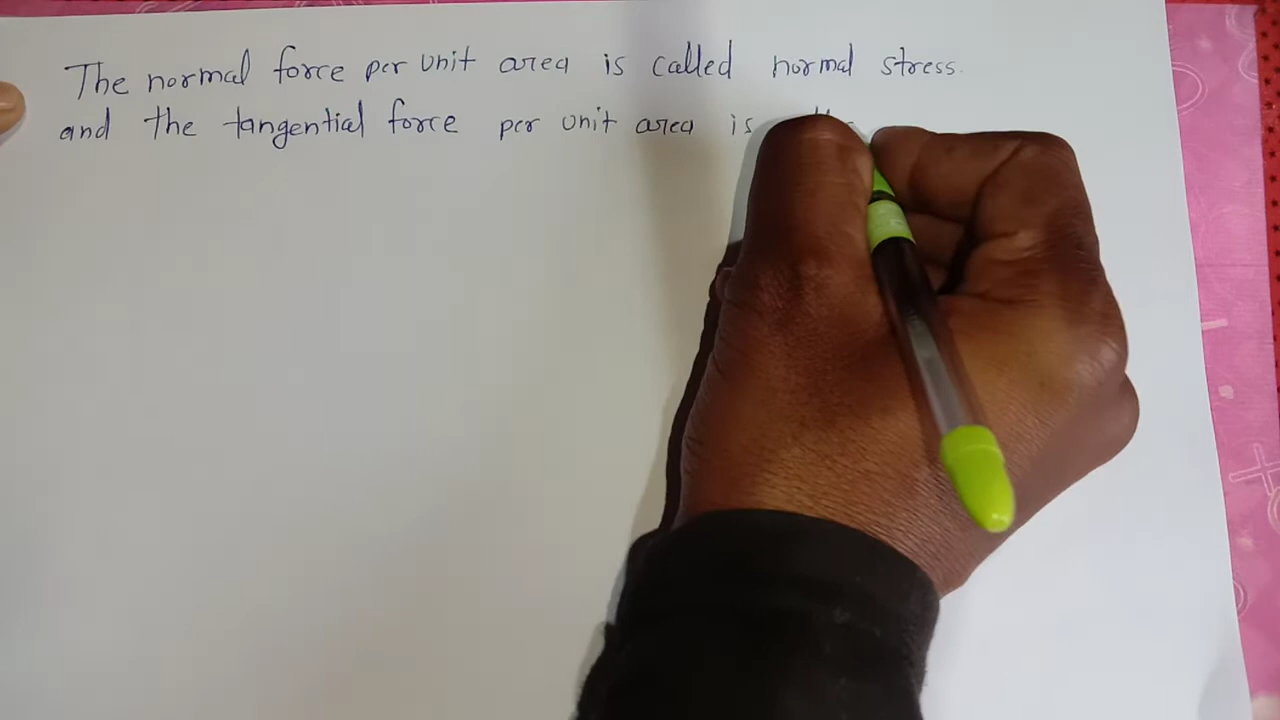 The normal force per unit area is called normal stress.
and the tangential force per unit area is